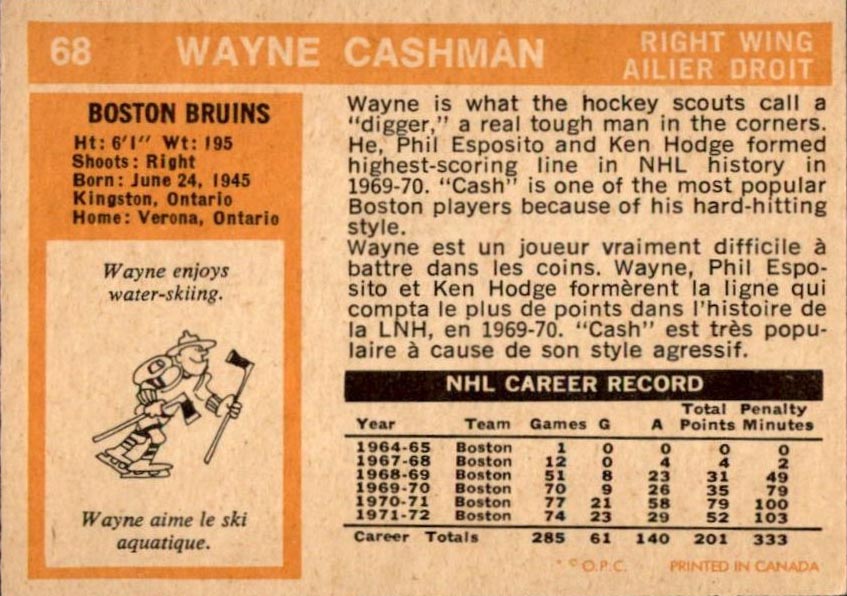 68 WAYNE CASHMAN RIGHT WING
AILIER DROIT
BOSTON BRUINS
Ht: 6'1" Wt: 195
Shoots: Right
Born: June 24, 1945
Kingston, Ontario
Home: Verona, Ontario
Wayne enjoys
water-skiing.
Wayne aime le ski
aquatique.
Wayne is what the hockey scouts call a
"digger," a real tough man in the corners.
He, Phil Esposito and Ken Hodge formed
highest-scoring line in NHL history in
1969-70. "Cash" is one of the most popular
Boston players because of his hard-hitting
style.
Wayne est un joueur vraiment difficile à
battre dans les coins. Wayne, Phil Espo-
sito et Ken Hodge formèrent la ligne qui
compta le plus de points dans l'histoire de
la LNH, en 1969-70. "Cash" est très popu-
laire à cause de son style agressif.
NHL CAREER RECORD
Year Team Games G A Total Points Penalty Minutes
1964-65 Boston 1 0 0 0 0
1967-68 Boston 12 0 4 4 2
1968-69 Boston 51 8 23 31 49
1969-70 Boston 70 9 26 35 79
1970-71 Boston 77 21 58 79 100
1971-72 Boston 74 23 29 52 103
Career Totals 285 61 140 201 333
* © O.P.C. PRINTED IN CANADA